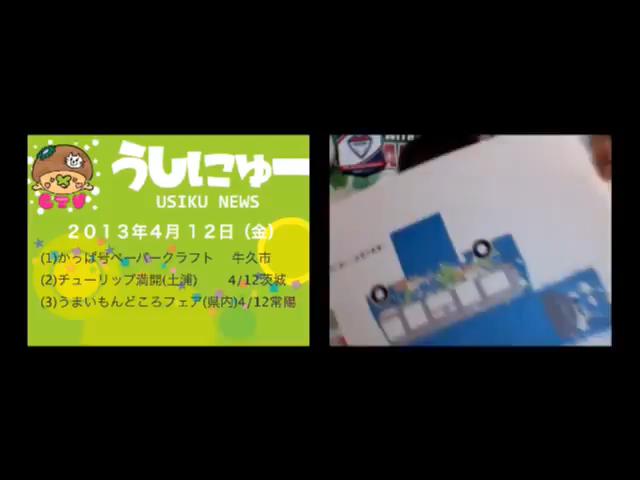 うしにゅー
USIKU NEWS
2013年4月12日（金）
(1)かっぱ号ペーパークラフト 牛久市
(2)チューリップ満開(土浦) 4/12茨城
(3)うまいもんどころフェア(県内)4/12常陽